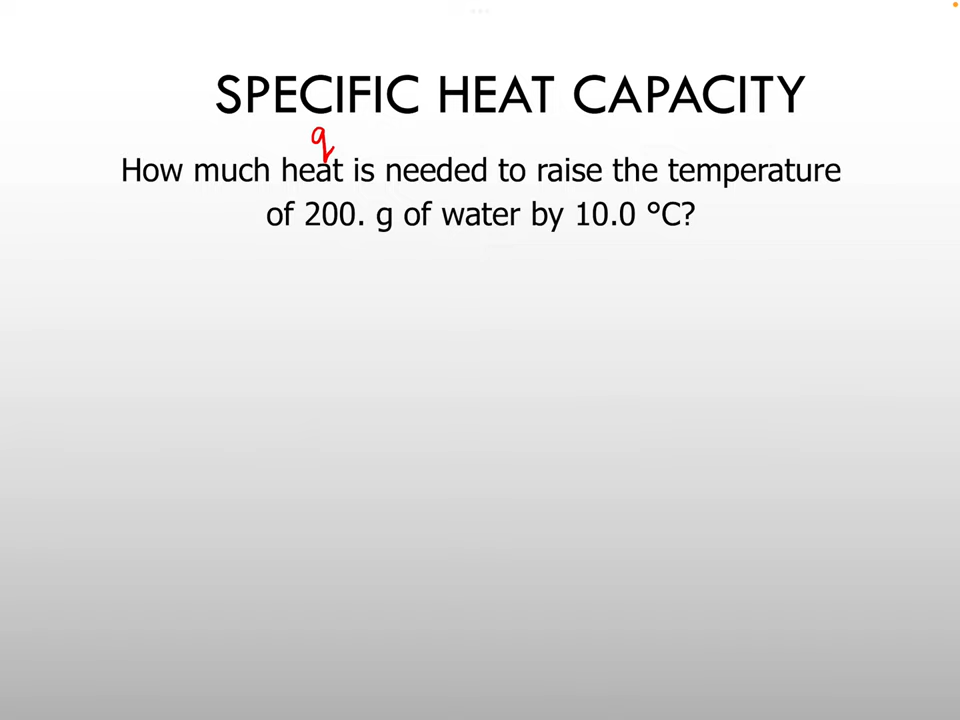 SPECIFIC HEAT CAPACITY
q
How much heat is needed to raise the temperature
of 200. g of water by 10.0 °C?